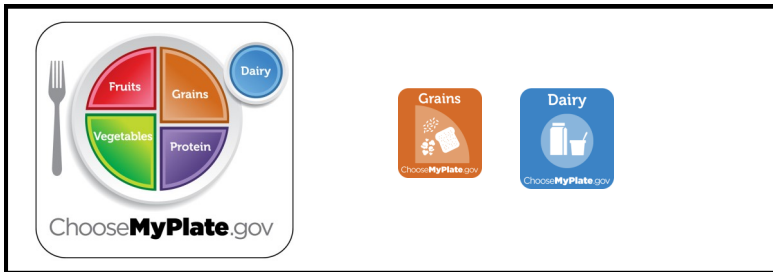 Fruits
Grains
Dairy
Vegetables
Protein
ChooseMyPlate.gov
Grains
ChooseMyPlate.gov
Dairy
ChooseMyPlate.gov